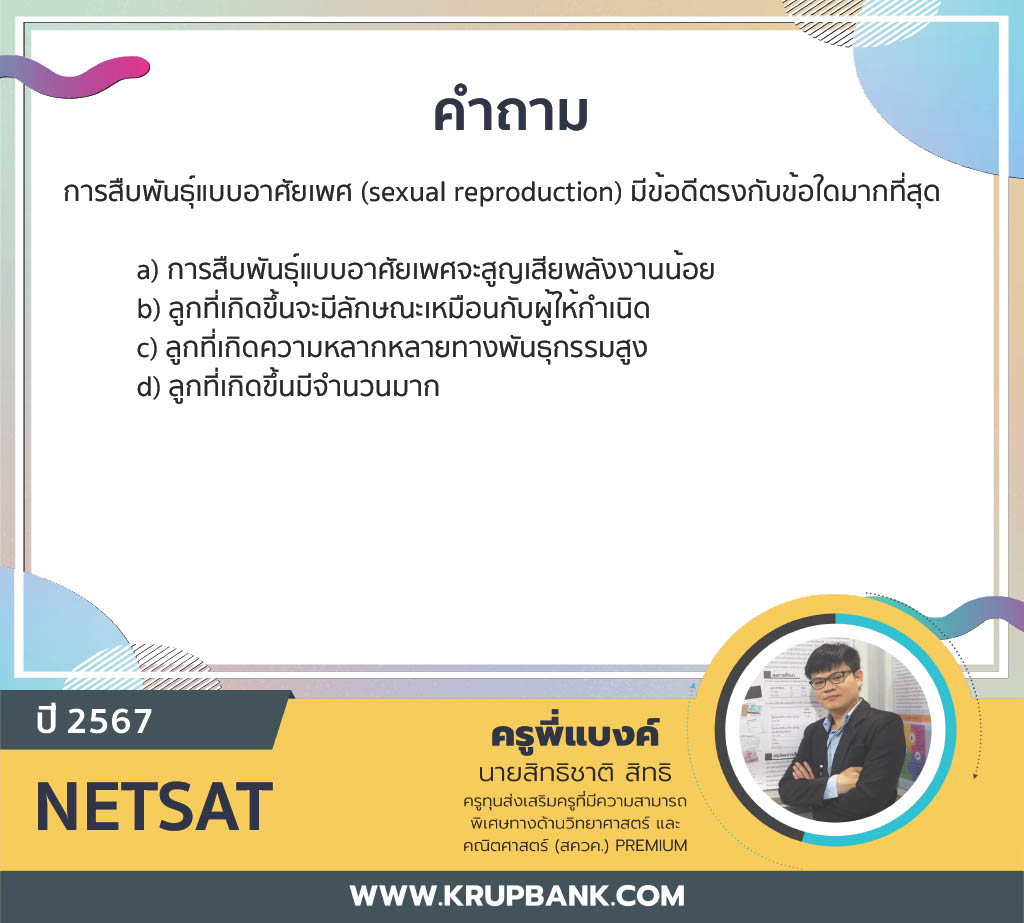 คำถาม
การสืบพันธุ์แบบอาศัยเพศ (sexual reproduction) มีข้อดีตรงกับข้อใดมากที่สุด
a) การสืบพันธุ์แบบอาศัยเพศจะสูญเสียพลังงานน้อย
b) ลูกที่เกิดขึ้นจะมีลักษณะเหมือนกับผู้ให้กำเนิด
c) ลูกที่เกิดความหลากหลายทางพันธุกรรมสูง
d) ลูกที่เกิดขึ้นมีจำนวนมาก
ปี 2567
NETSAT
ครูพี่แบงค์
นายสิทธิชาติ สิทธิ
ครูทุนส่งเสริมครูที่มีความสามารถ
พิเศษทางด้านวิทยาศาสตร์ และ
คณิตศาสตร์ (สควค.) PREMIUM
WWW.KRUPBANK.COM